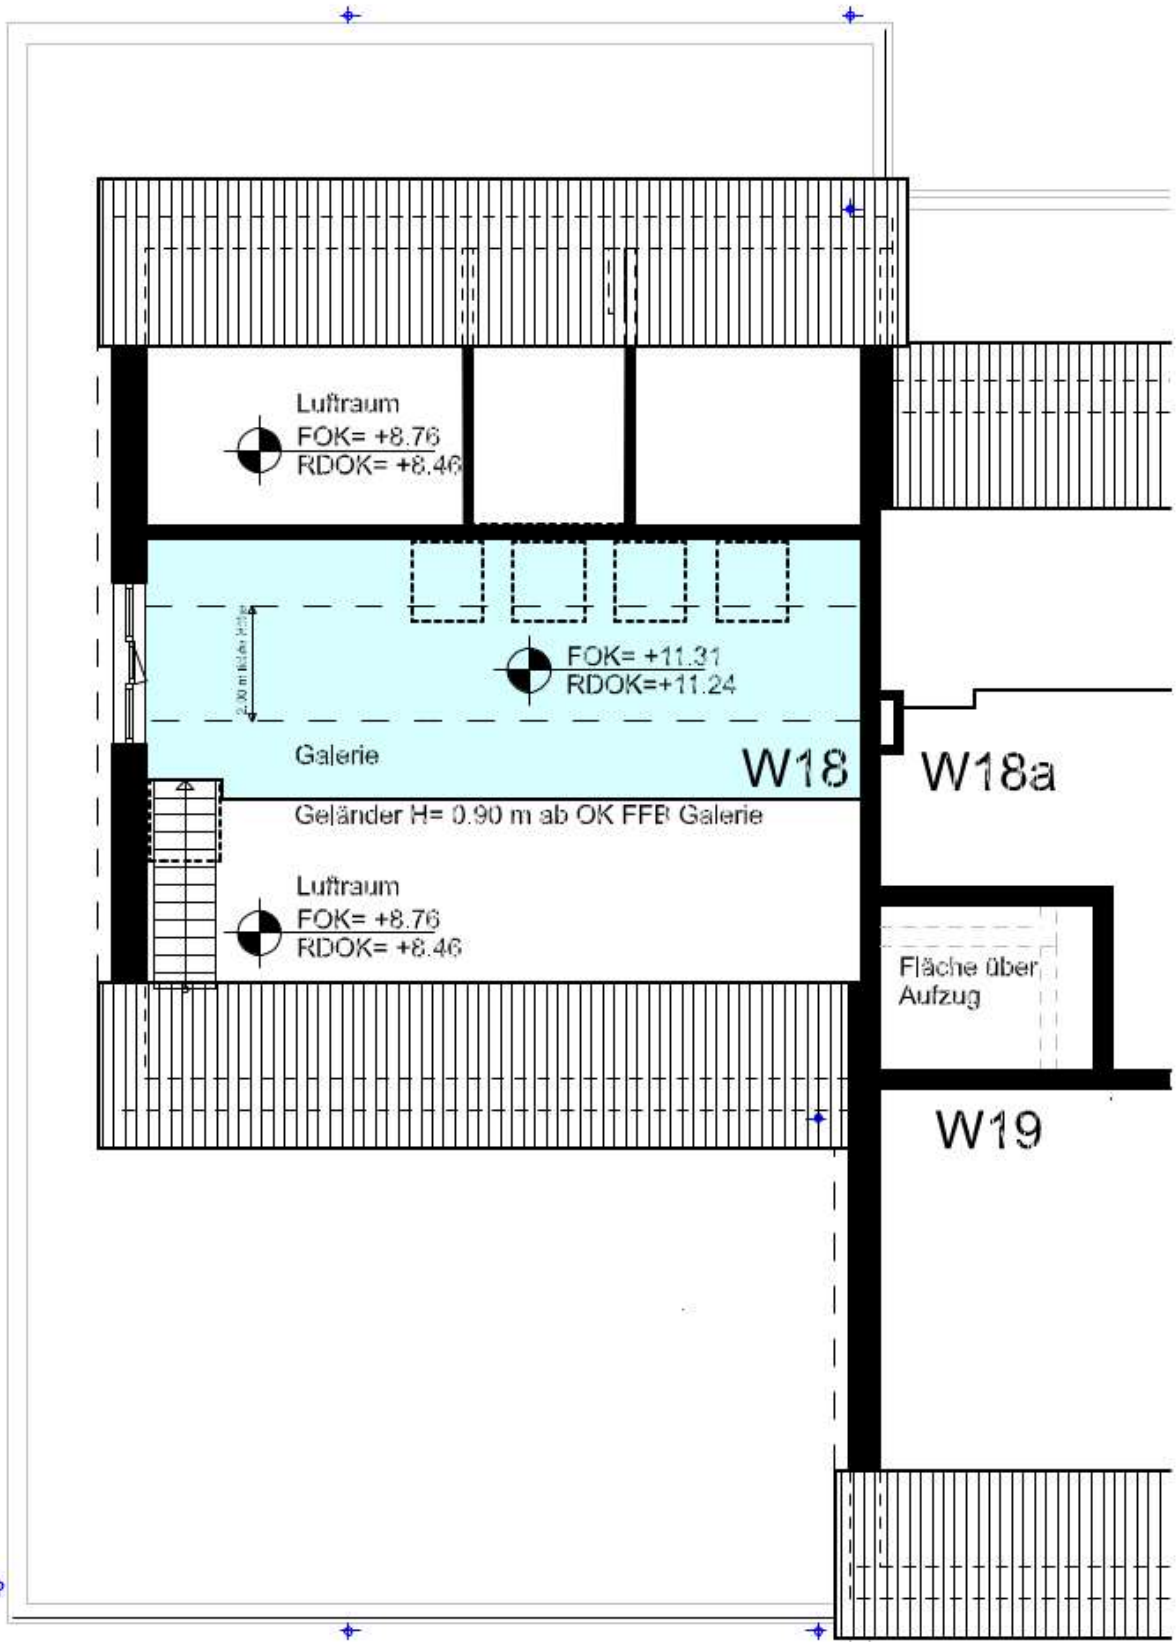 Luftraum
FOK= +8.76
RDOK= +8.46
FOK= +11.31
RDOK=+11.24
Galerie
W18
W18a
Geländer H= 0.90 m ab OK FFB Galerie
Luftraum
FOK= +8.76
RDOK= +8.46
Fläche über
Aufzug
W19